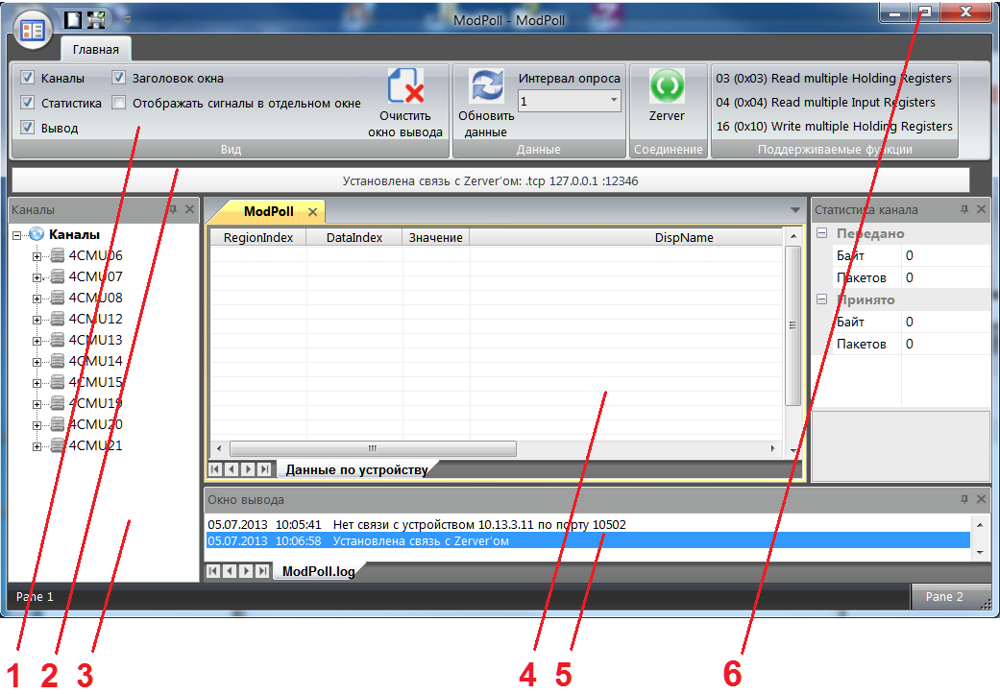 ModPoll - ModPoll
Главная
Каналы
Заголовок окна
Статистика
Отображать сигналы в отдельном окне
Вывод
Очистить
окно вывода
Вид
Обновить
данные
Интервал опроса
1
Данные
Zerver
Соединение
03 (0x03) Read multiple Holding Registers
04 (0x04) Read multiple Input Registers
16 (0x10) Write multiple Holding Registers
Поддерживаемые функции
Установлена связь с Zerver'ом: .tcp 127.0.0.1 :12346
Каналы
Каналы
4CMU06
4CMU07
4CMU08
4CMU12
4CMU13
4CMU14
4CMU15
4CMU19
4CMU20
4CMU21
ModPoll
RegionIndex DataIndex Значение DispName
Данные по устройству
Статистика канала
Передано
Байт 0
Пакетов 0
Принято
Байт 0
Пакетов 0
Окно вывода
05.07.2013 10:05:41 Нет связи с устройством 10.13.3.11 по порту 10502
05.07.2013 10:06:58 Установлена связь с Zerver'ом
ModPoll.log
Pane 1
Pane 2
1 2 3 4 5 6